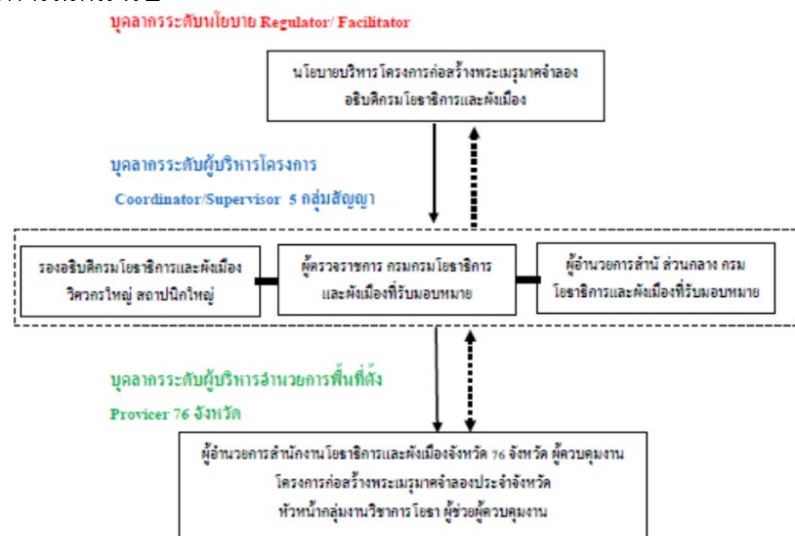 บุคลากรระดับนโยบาย Regulator/ Facilitator
นโยบายบริหารโครงการก่อสร้างพระเมรุมาศจำลอง
อธิบดีกรมโยธาธิการและผังเมือง
บุคลากรระดับผู้บริหารโครงการ
Coordinator/Supervisor 5 กลุ่มสัญญา
รองอธิบดีกรมโยธาธิการและผังเมือง
วิศวกรใหญ่ สถาปนิกใหญ่
ผู้ตรวจราชการ กรมกรมโยธาธิการ
และผังเมืองที่รับมอบหมาย
ผู้อำนวยการสำนั ส่วนกลาง กรม
โยธาธิการและผังเมืองที่รับมอบหมาย
บุคลากรระดับผู้บริหารอำนวยการพื้นที่ตั้ง
Provicer 76 จังหวัด
ผู้อำนวยการสำนักงานโยธาธิการและผังเมืองจังหวัด 76 จังหวัด ผู้ควบคุมงาน
โครงการก่อสร้างพระเมรุมาศจำลองประจำจังหวัด
หัวหน้ากลุ่มงานวิชาการโยธา ผู้ช่วยผู้ควบคุมงาน